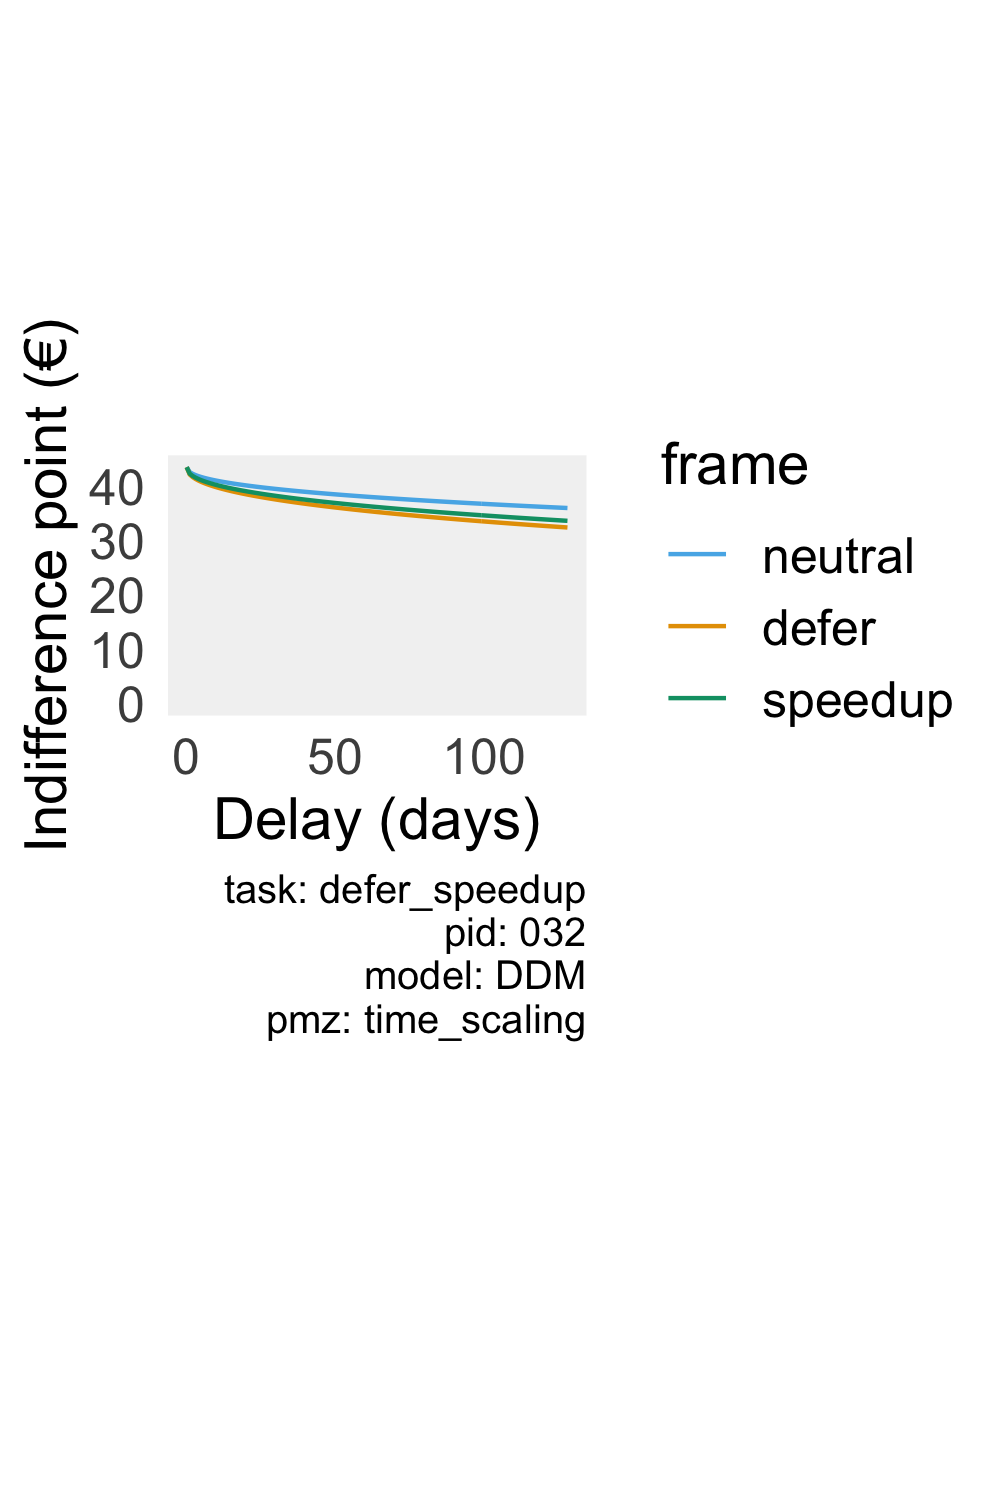 Indifference point (€)
40
30
20
10
0
0 50 100
Delay (days)
frame
neutral
defer
speedup
task: defer_speedup
pid: 032
model: DDM
pmz: time_scaling